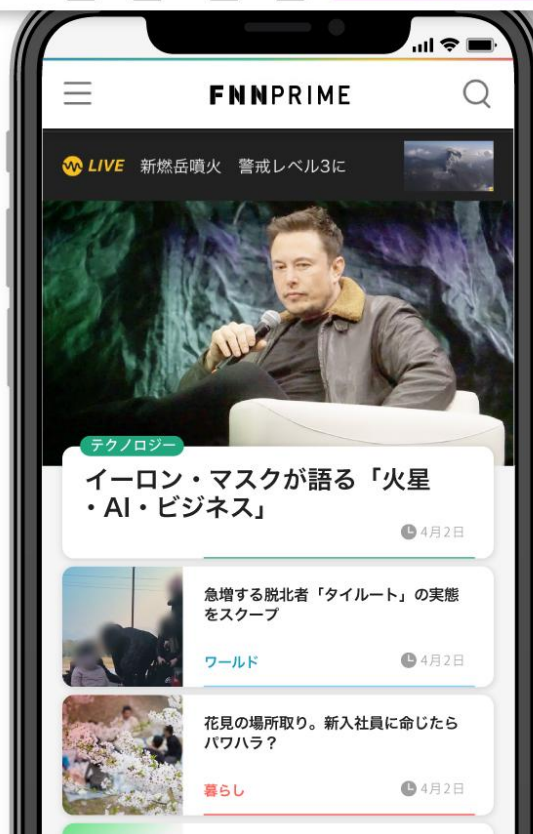 FNNPRIME
LIVE 新燃岳噴火 警戒レベル3に
テクノロジー
イーロン・マスクが語る「火星
・AI・ビジネス」
4月2日
急増する脱北者「タイルート」の実態
をスクープ
ワールド 4月2日
花見の場所取り。新入社員に命じたら
パワハラ？
暮らし 4月2日